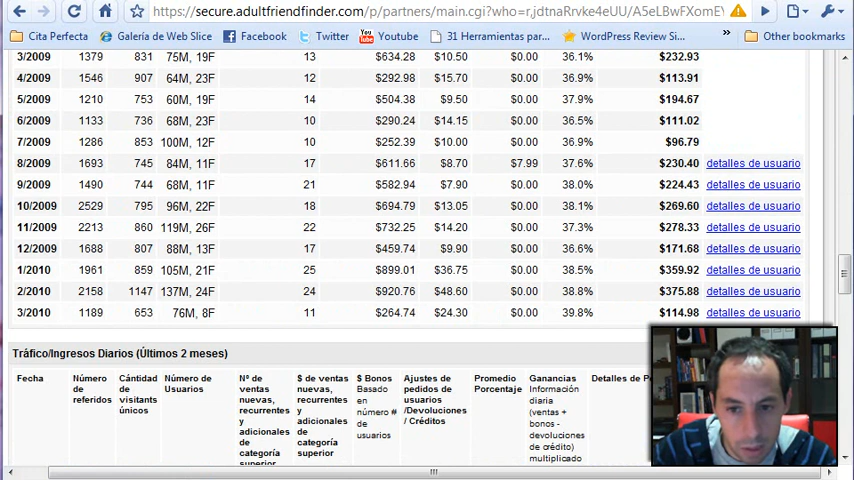 https://secure.adultfriendfinder.com/p/partners/main.cgi?who=r,jdtnaRrvke4eUU/A5eLBwFXomEY
Cita Perfecta Galería de Web Slice Facebook Twitter Youtube 31 Herramientas par... WordPress Review Si... » Other bookmarks
3/2009 1379 831 75M, 19F 13 $634.28 $10.50 $0.00 36.1% $232.93
4/2009 1546 907 64M, 23F 12 $292.98 $15.70 $0.00 36.9% $113.91
5/2009 1210 753 60M, 19F 14 $504.38 $9.50 $0.00 37.9% $194.67
6/2009 1133 736 68M, 23F 10 $290.24 $14.15 $0.00 36.5% $111.02
7/2009 1286 853 100M, 12F 10 $252.39 $10.00 $0.00 36.9% $96.79
8/2009 1693 745 84M, 11F 17 $611.66 $8.70 $7.99 37.6% $230.40 detalles de usuario
9/2009 1490 744 68M, 11F 21 $582.94 $7.90 $0.00 38.0% $224.43 detalles de usuario
10/2009 2529 795 96M, 22F 18 $694.79 $13.05 $0.00 38.1% $269.60 detalles de usuario
11/2009 2213 860 119M, 26F 22 $732.25 $14.20 $0.00 37.3% $278.33 detalles de usuario
12/2009 1688 807 88M, 13F 17 $459.74 $9.90 $0.00 36.6% $171.68 detalles de usuario
1/2010 1961 859 105M, 21F 25 $899.01 $36.75 $0.00 38.5% $359.92 detalles de usuario
2/2010 2158 1147 137M, 24F 24 $920.76 $48.60 $0.00 38.5% $375.88 detalles de usuario
3/2010 1189 653 76M, 8F 11 $264.74 $24.30 $0.00 39.8% $114.98 detalles de usuario
Tráfico/Ingresos Diarios (Últimos 2 meses)
Fecha
Número
de
referidos
Cántidad
de
visitants
únicos
Número de
Usuarios
Nº de
ventas
nuevas,
recurrentes
y
adicionales
de
categoría
superior
$ de ventas
nuevas,
recurrentes
y
adicionales
de
categoría
superior
$ Bonos
Basado
en
número #
de
usuarios
Ajustes de
pedidos de
usuarios
/Devoluciones
/ Créditos
Promedio
Porcentaje
Ganancias
Información
diaria
(ventas +
bonos -
devoluciones
de crédito)
multiplicado
Detalles de